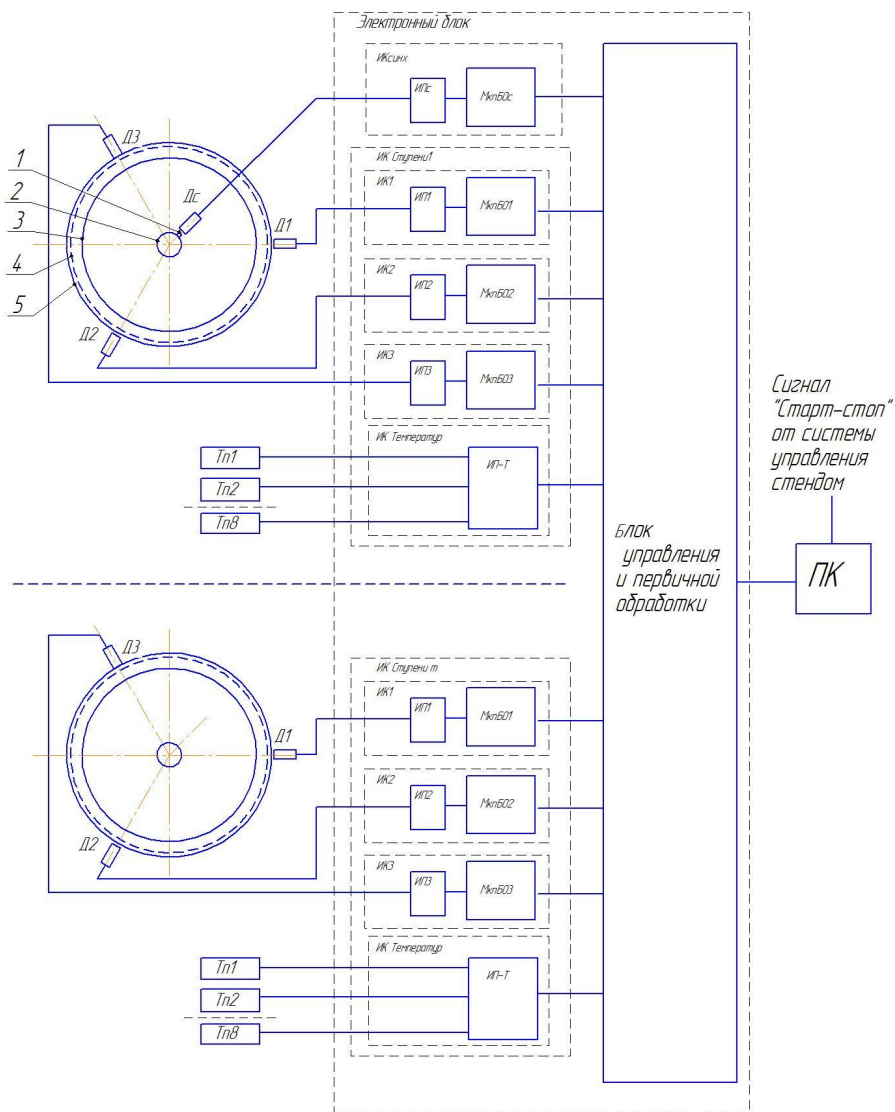 Электронный блок
ИКсинх
ИПс
МкпБОс
Д3
1
2
3
4
5
Дс
Д1
Д2
ИК Ступени1
ИК1
ИП1
МкпБО1
ИК2
ИП2
МкпБО2
ИК3
ИП3
МкпБО3
ИК Температур
ИП-Т
Тп1
Тп2
Тп8
Блок
управления
и первичной
обработки
Сигнал
"Старт-стоп"
от системы
управления
стендом
ПК
Д3
Д1
Д2
ИК Ступени m
ИК1
ИП1
МкпБО1
ИК2
ИП2
МкпБО2
ИК3
ИП3
МкпБО3
ИК Температур
ИП-Т
Тп1
Тп2
Тп8